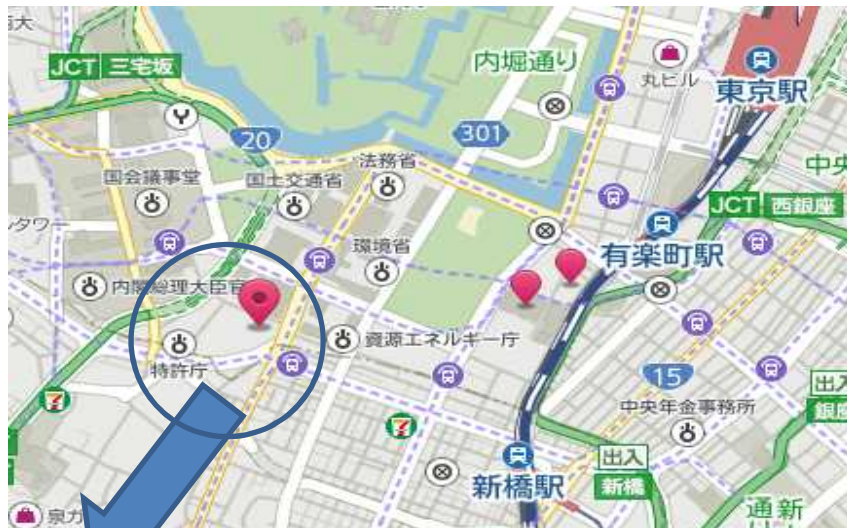 内堀通り
丸ビル
東京駅
JCT 三宅坂
20
301
法務省
国会議事堂
国土交通省
中央
JCT 西銀座
タワー
環境省
有楽町駅
内閣総理大臣官
資源エネルギー庁
特許庁
15
中央年金事務所
出入
銀座
新橋駅
出入
新橋
通新
泉ガ